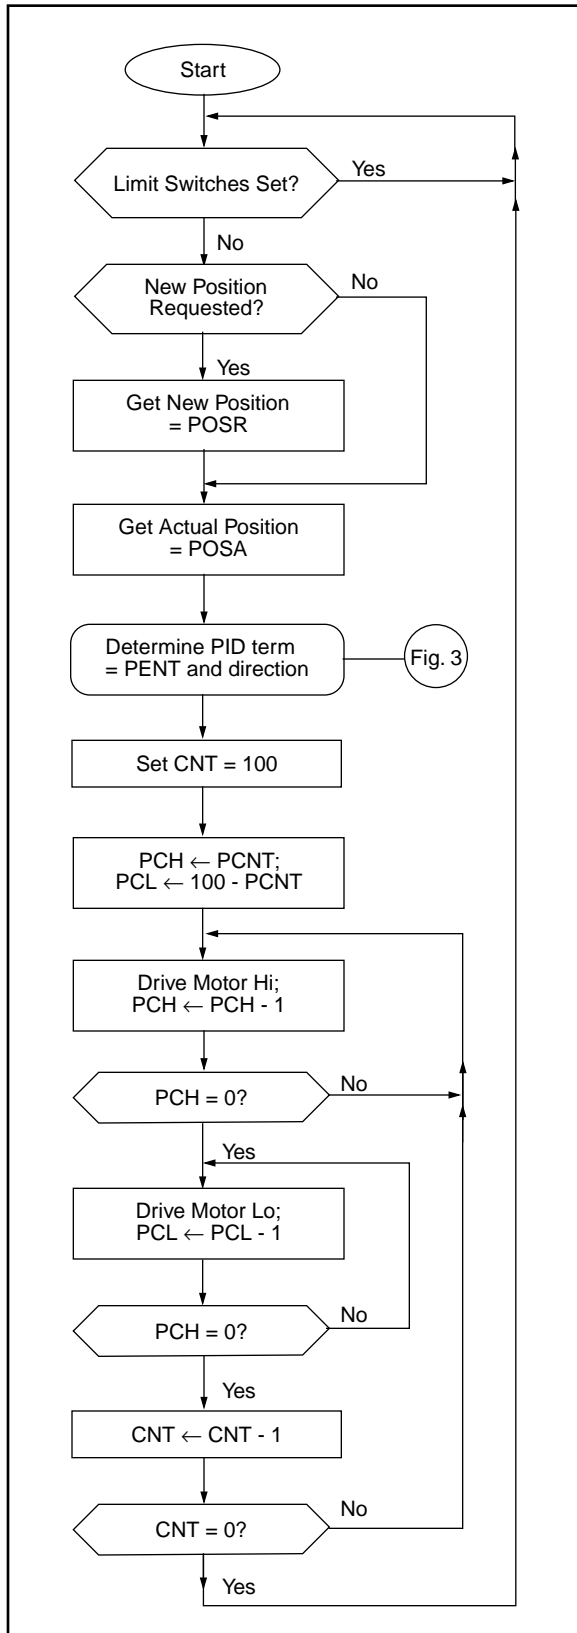 Start
Limit Switches Set?
Yes
No
New Position
Requested?
No
Yes
Get New Position
= POSR
Get Actual Position
= POSA
Determine PID term
= PENT and direction
Fig. 3
Set CNT = 100
PCH ← PCNT;
PCL ← 100 - PCNT
Drive Motor Hi;
PCH ← PCH - 1
PCH = 0?
No
Yes
Drive Motor Lo;
PCL ← PCL - 1
PCH = 0?
No
Yes
CNT ← CNT - 1
CNT = 0?
No
Yes